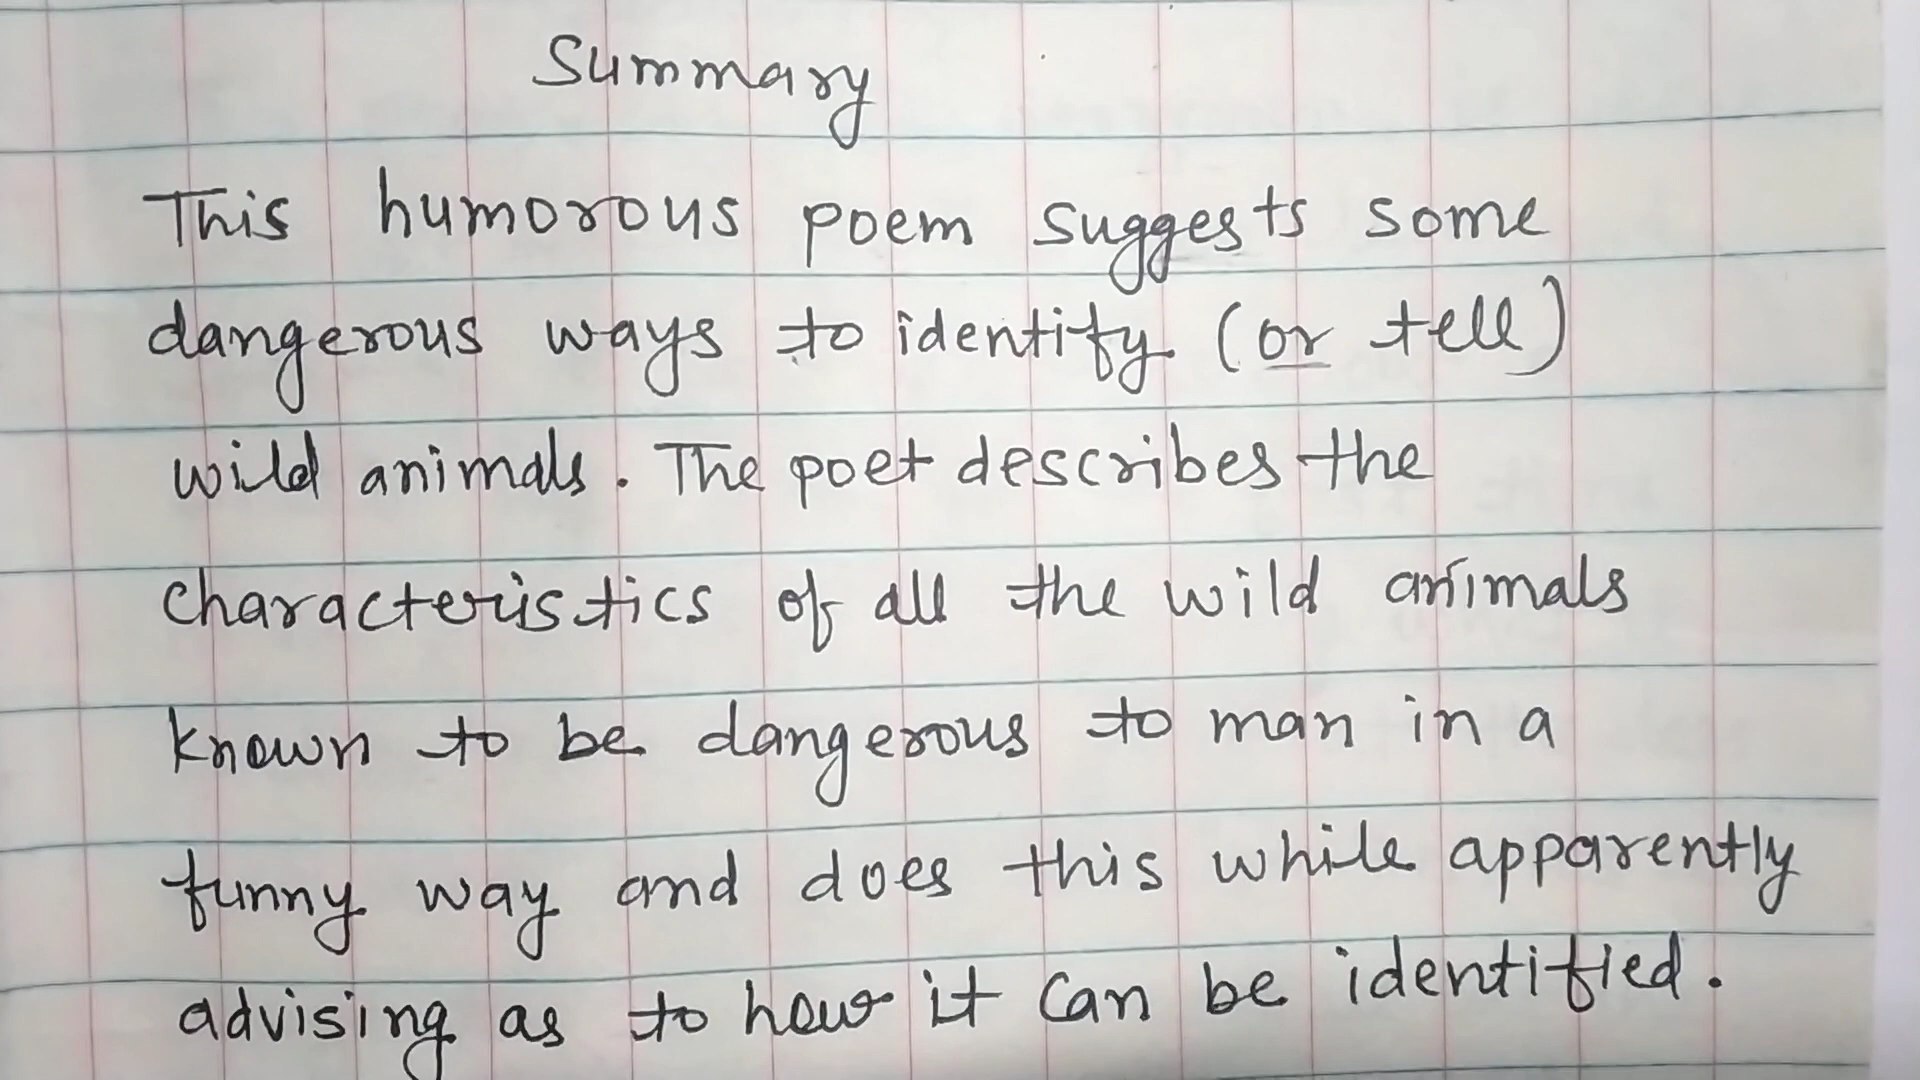 Summary
This humorous poem suggests some
dangerous ways to identify (or tell)
wild animals. The poet describes the
characteristics of all the wild animals
known to be dangerous to man in a
funny way and does this while apparently
advising as to how it can be identified.